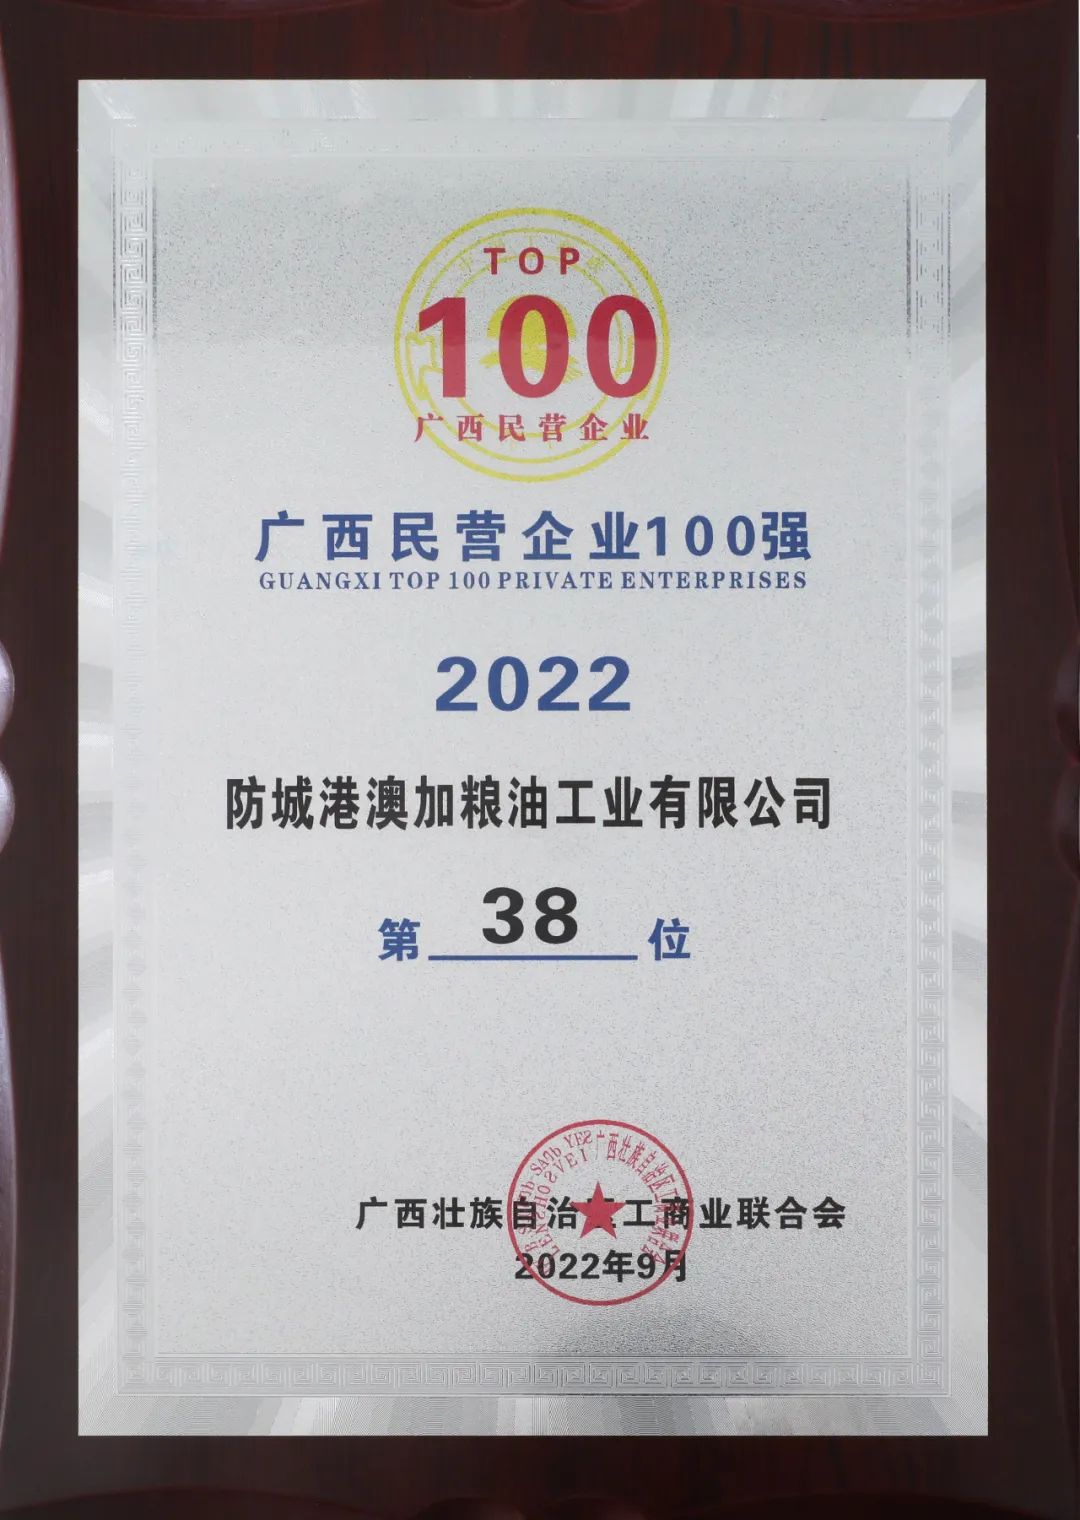 TOP
100
广西民营企业
广西民营企业100强
GUANGXI TOP 100 PRIVATE ENTERPRISES
2022
防城港澳加粮油工业有限公司
第 38 位
广西壮族自治区工商业联合会
2022年9月